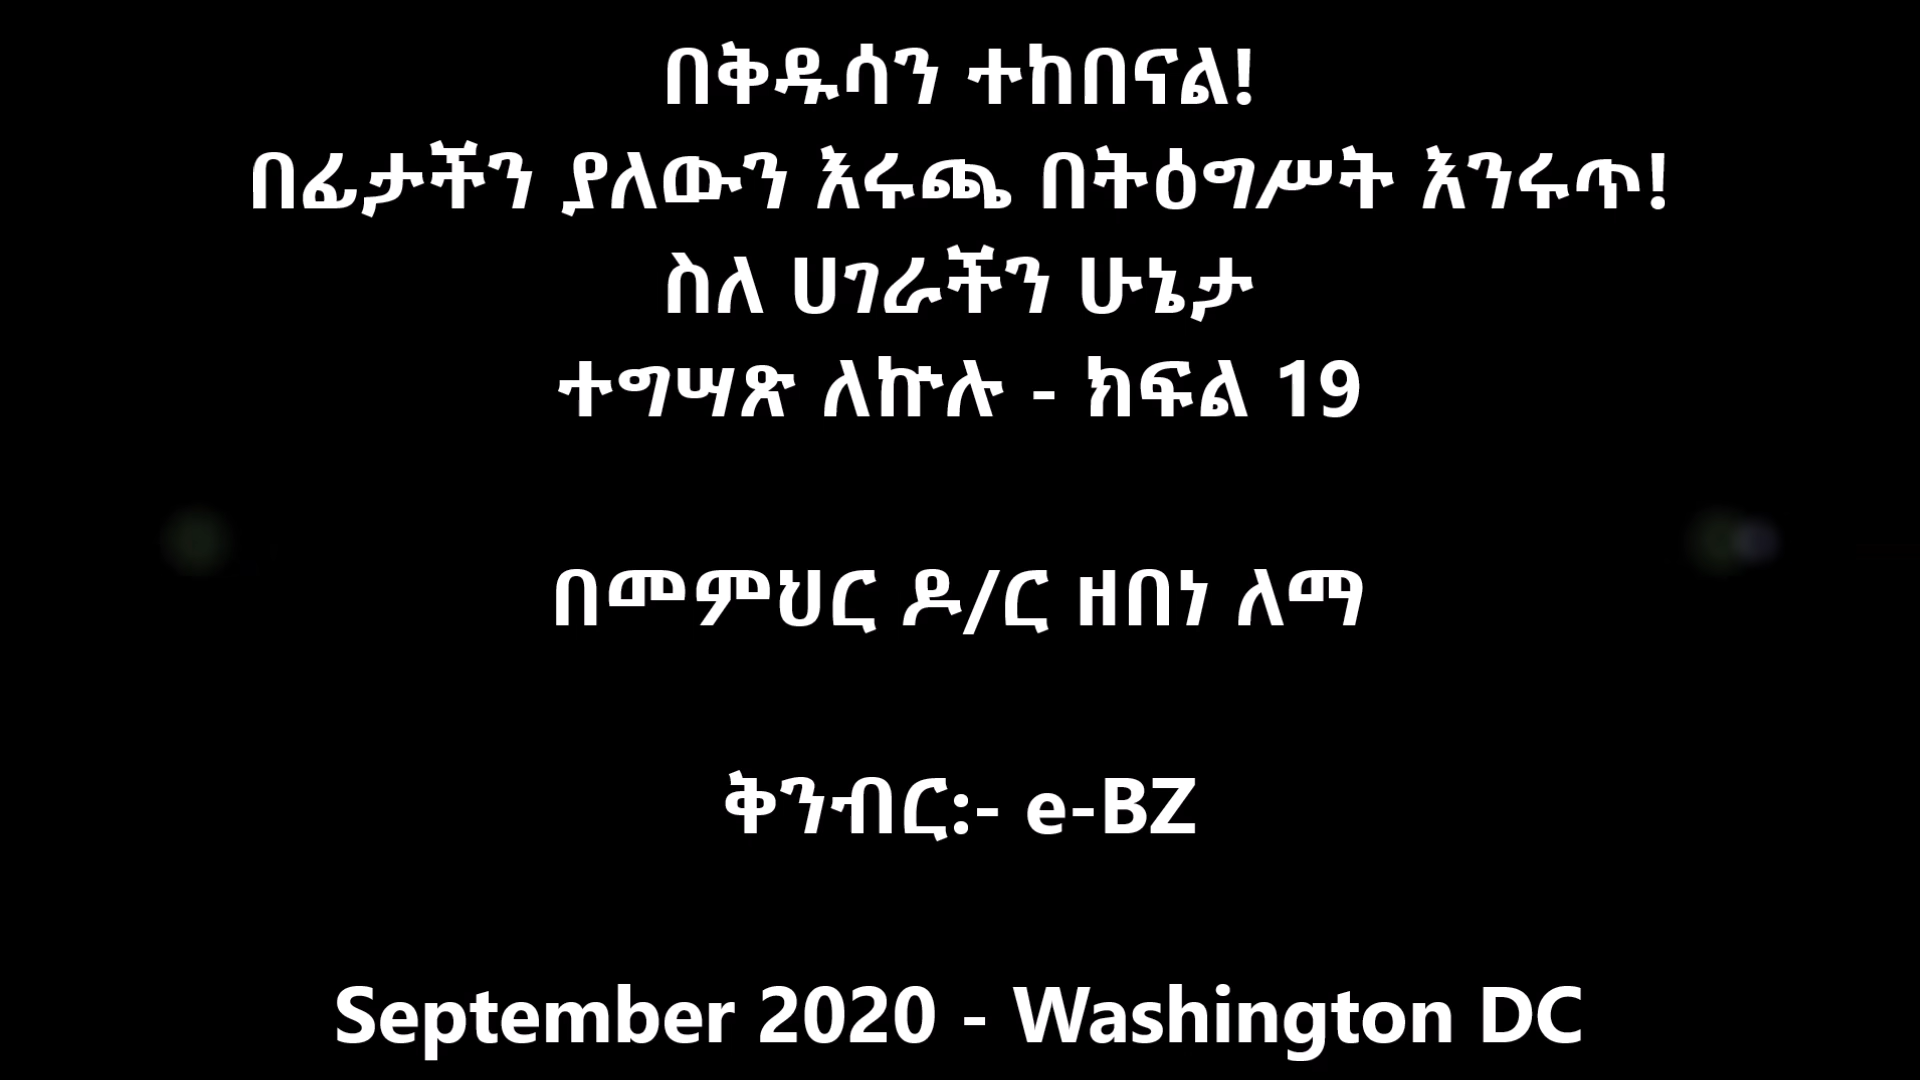 በቅዱሳን ተከበናል!
በፊታችን ያለውን እሩጫ በትዕግሥት እንሩጥ!
ስለ ሀገራችን ሁኔታ
ተግሣጽ ለኵሉ - ክፍል 19
በመምህር ዶ/ር ዘበነ ለማ
ቅንብር፡- e-BZ
September 2020 - Washington DC